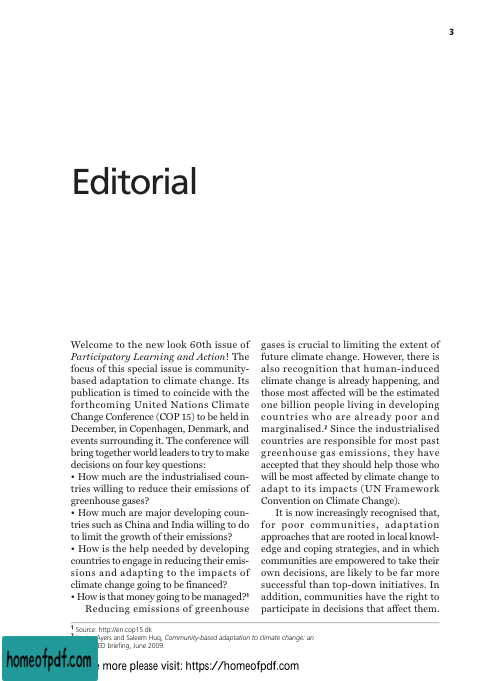 3
Editorial
Welcome to the new look 60th issue of
Participatory Learning and Action! The
focus of this special issue is community-
based adaptation to climate change. Its
publication is timed to coincide with the
forthcoming United Nations Climate
Change Conference (COP 15) to be held in
December, in Copenhagen, Denmark, and
events surrounding it. The conference will
bring together world leaders to try to make
decisions on four key questions:
• How much are the industrialised coun-
tries willing to reduce their emissions of
greenhouse gases?
• How much are major developing coun-
tries such as China and India willing to do
to limit the growth of their emissions?
• How is the help needed by developing
countries to engage in reducing their emis-
sions and adapting to the impacts of
climate change going to be financed?
• How is that money going to be managed?¹
Reducing emissions of greenhouse
gases is crucial to limiting the extent of
future climate change. However, there is
also recognition that human-induced
climate change is already happening, and
those most affected will be the estimated
one billion people living in developing
countries who are already poor and
marginalised.² Since the industrialised
countries are responsible for most past
greenhouse gas emissions, they have
accepted that they should help those who
will be most affected by climate change to
adapt to its impacts (UN Framework
Convention on Climate Change).
It is now increasingly recognised that,
for poor communities, adaptation
approaches that are rooted in local knowl-
edge and coping strategies, and in which
communities are empowered to take their
own decisions, are likely to be far more
successful than top-down initiatives. In
addition, communities have the right to
participate in decisions that affect them.
1 Source: http://en.cop15.dk
Ayers and Saleem Huq, Community-based adaptation to climate change: an
ED briefing, June 2009.
homeofpdf.com
more please visit: https://homeofpdf.com